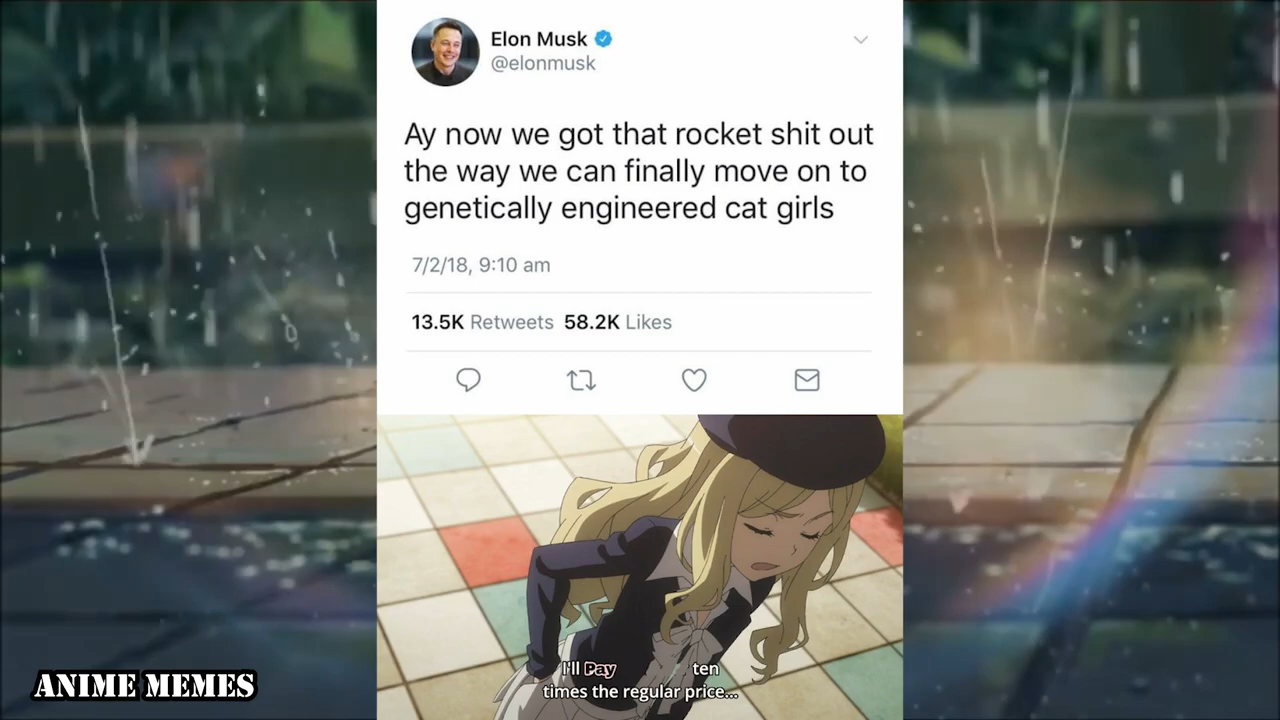 Elon Musk
@elonmusk
Ay now we got that rocket shit out
the way we can finally move on to
genetically engineered cat girls
7/2/18, 9:10 am
13.5K Retweets 58.2K Likes
I'll Pay ten
times the regular price...
ANIME MEMES